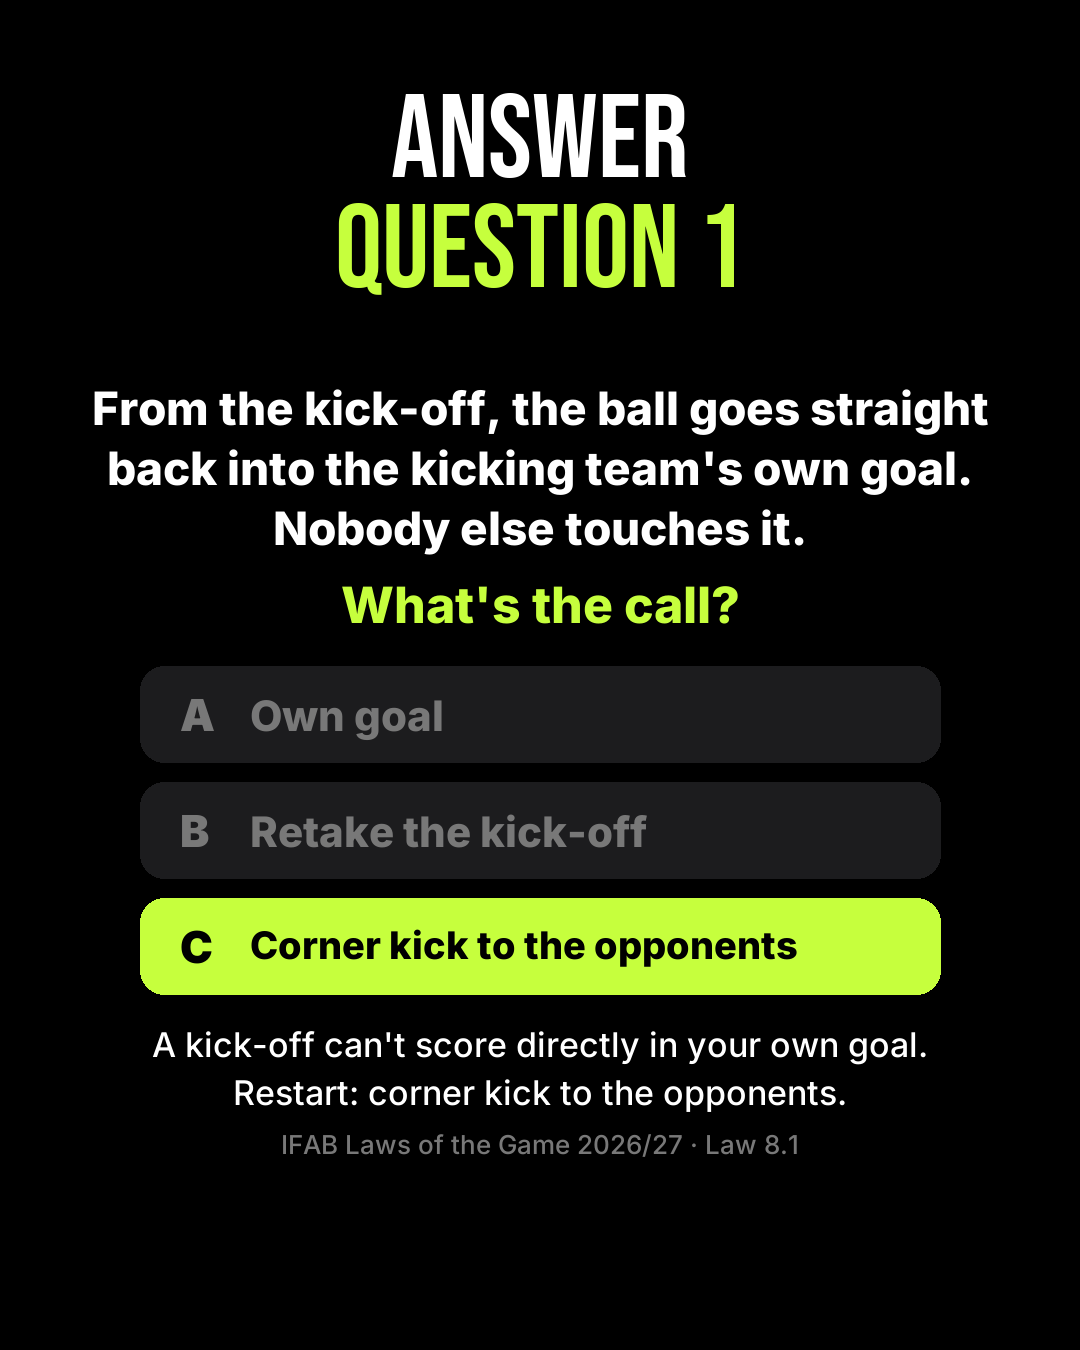 ANSWER
QUESTION 1
From the kick-off, the ball goes straight
back into the kicking team's own goal.
Nobody else touches it.
What's the call?
A Own goal
B Retake the kick-off
C Corner kick to the opponents
A kick-off can't score directly in your own goal.
Restart: corner kick to the opponents.
IFAB Laws of the Game 2026/27 · Law 8.1